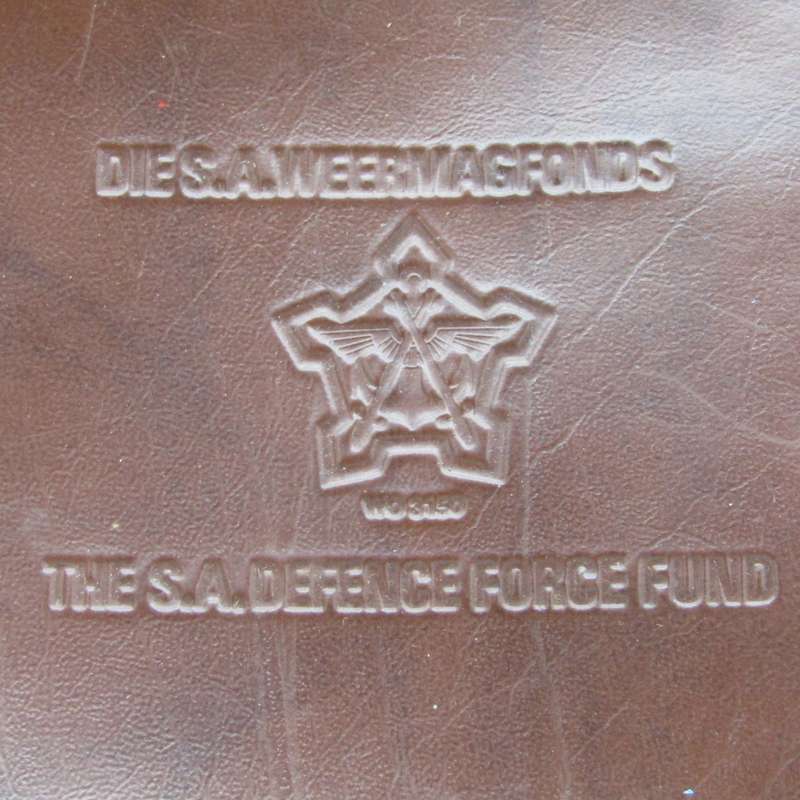 DIE S.A. WEERMAGFONDS
WO 3150
THE S.A. DEFENCE FORCE FUND